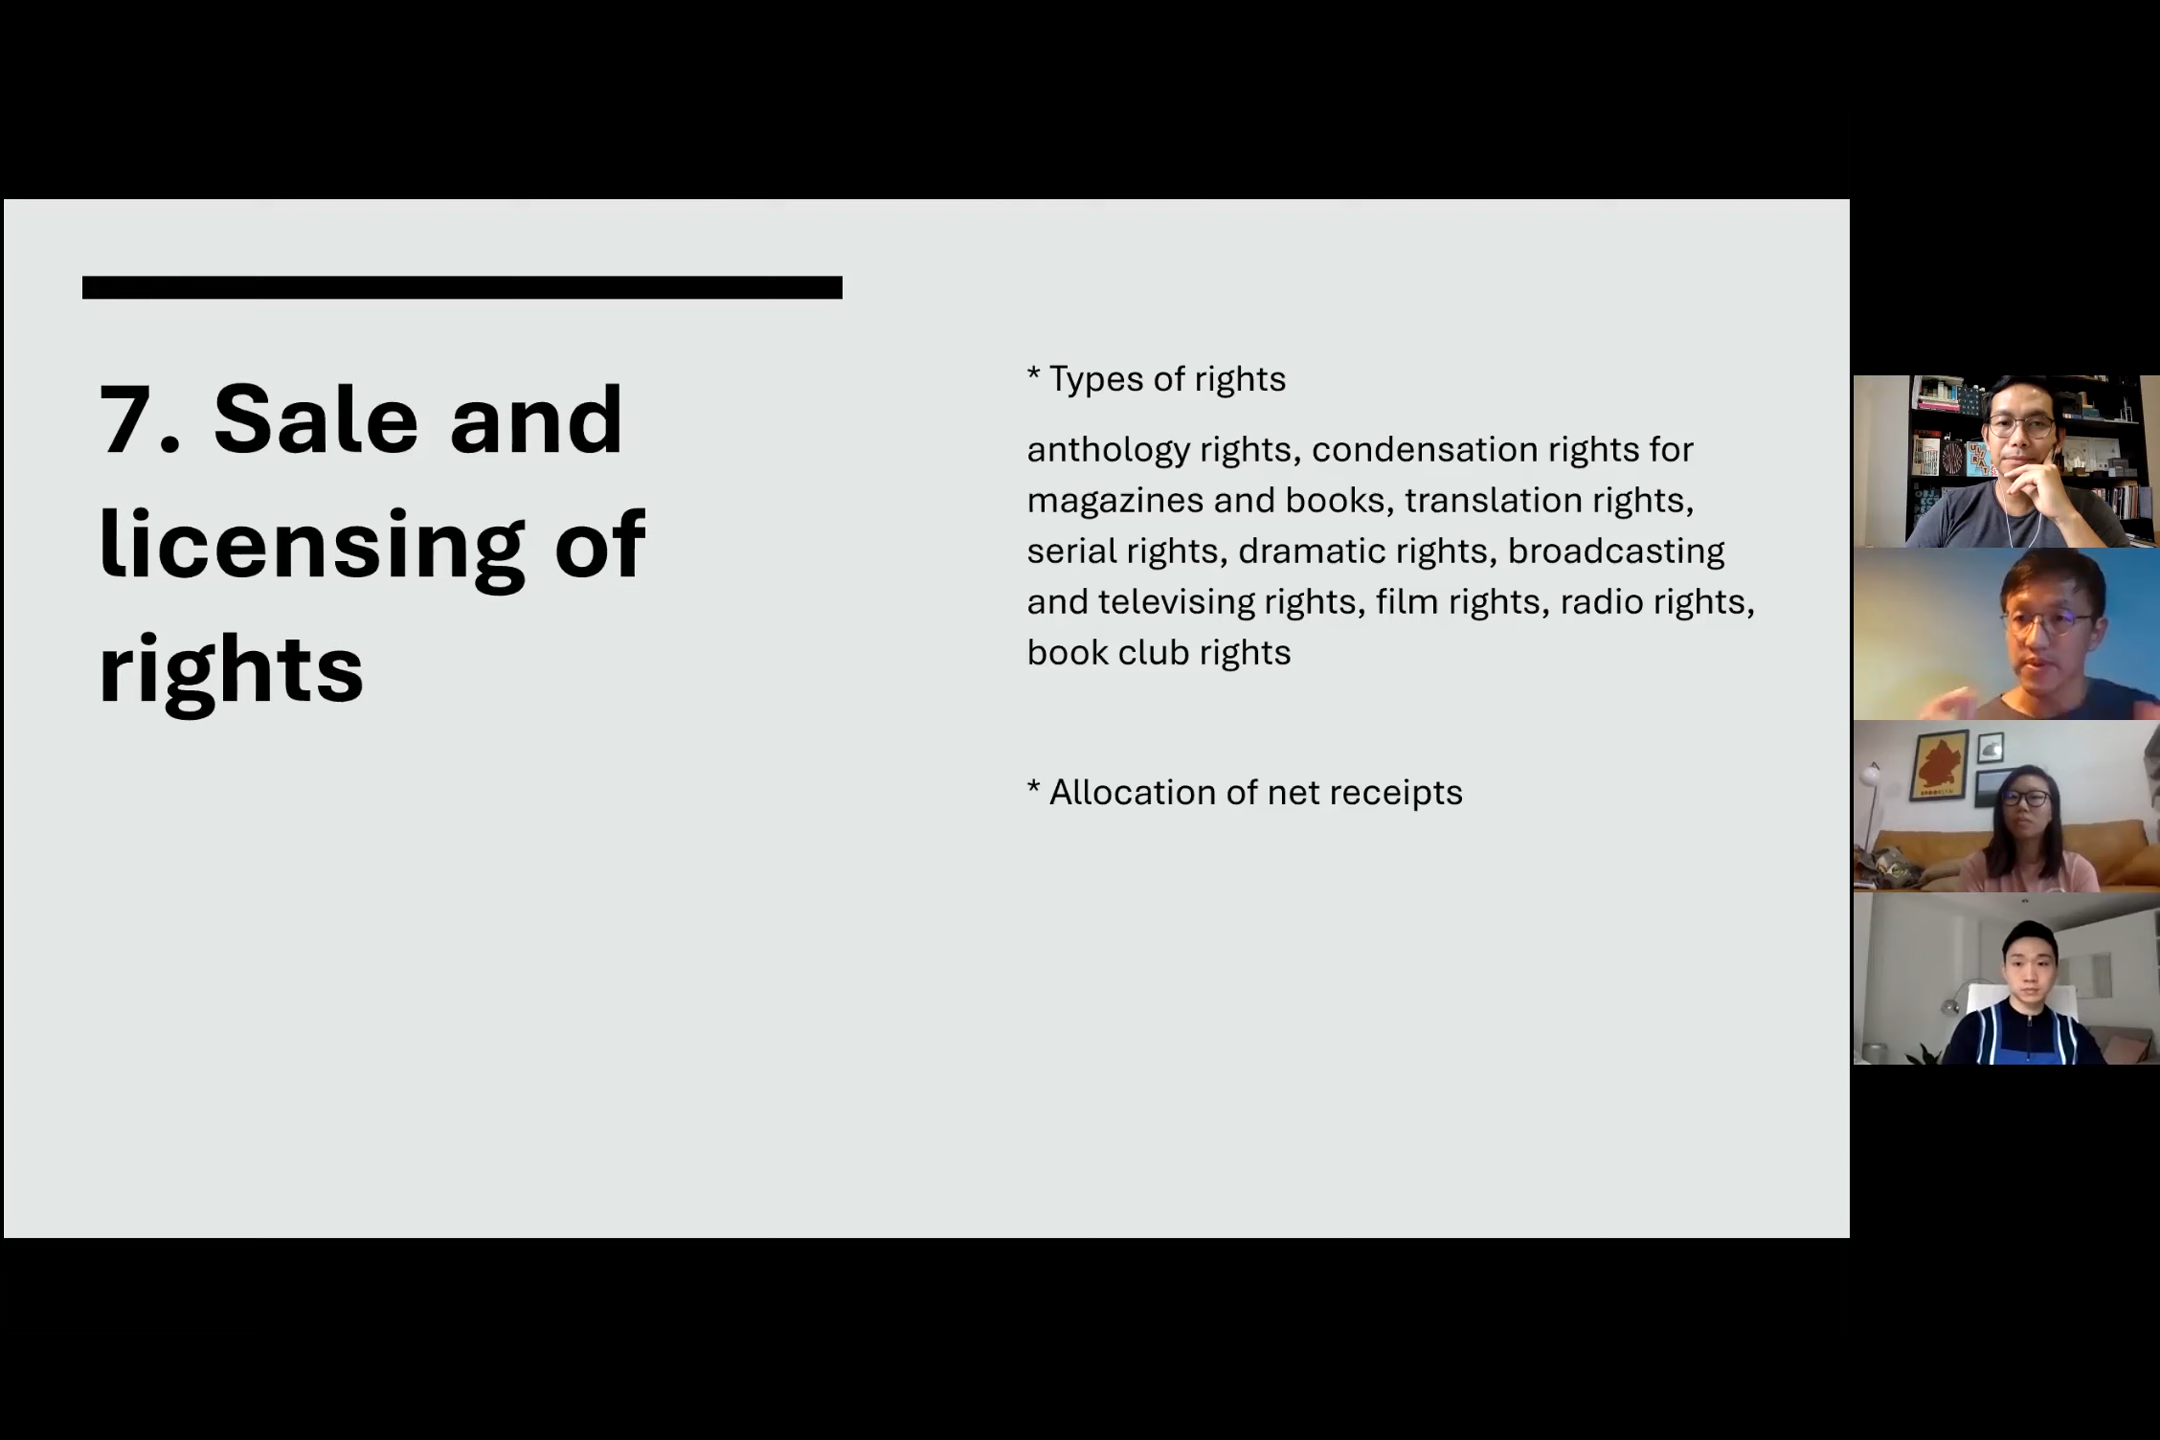 7. Sale and
licensing of
rights
* Types of rights
anthology rights, condensation rights for
magazines and books, translation rights,
serial rights, dramatic rights, broadcasting
and televising rights, film rights, radio rights,
book club rights
* Allocation of net receipts